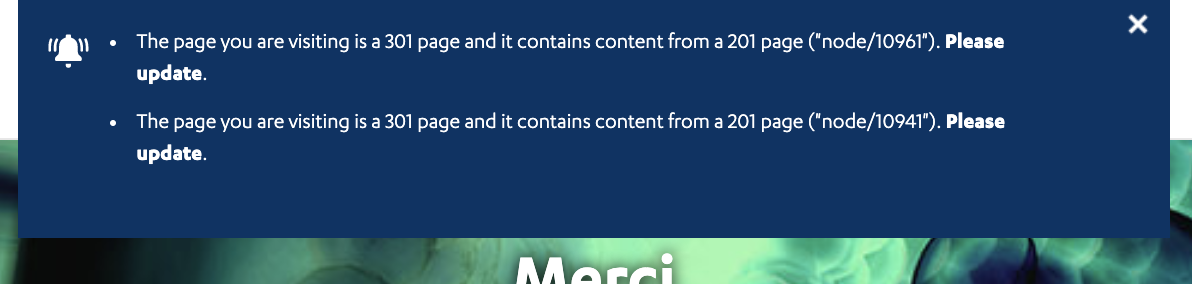 • The page you are visiting is a 301 page and it contains content from a 201 page ("node/10961"). Please
update.
• The page you are visiting is a 301 page and it contains content from a 201 page ("node/10941"). Please
update.
Merci